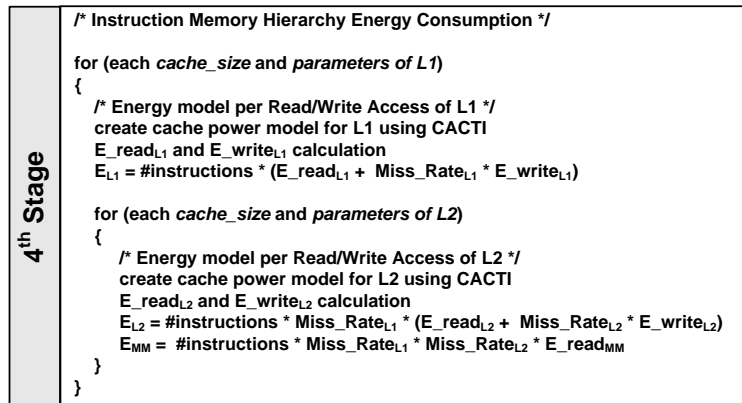 4th Stage
/* Instruction Memory Hierarchy Energy Consumption */
for (each cache_size and parameters of L1)
{
/* Energy model per Read/Write Access of L1 */
create cache power model for L1 using CACTI
E_readL1 and E_writeL1 calculation
EL1 = #instructions * (E_readL1 + Miss_RateL1 * E_writeL1)
for (each cache_size and parameters of L2)
{
/* Energy model per Read/Write Access of L2 */
create cache power model for L2 using CACTI
E_readL2 and E_writeL2 calculation
EL2 = #instructions * Miss_RateL1 * (E_readL2 + Miss_RateL2 * E_writeL2)
EMM = #instructions * Miss_RateL1 * Miss_RateL2 * E_readMM
}
}